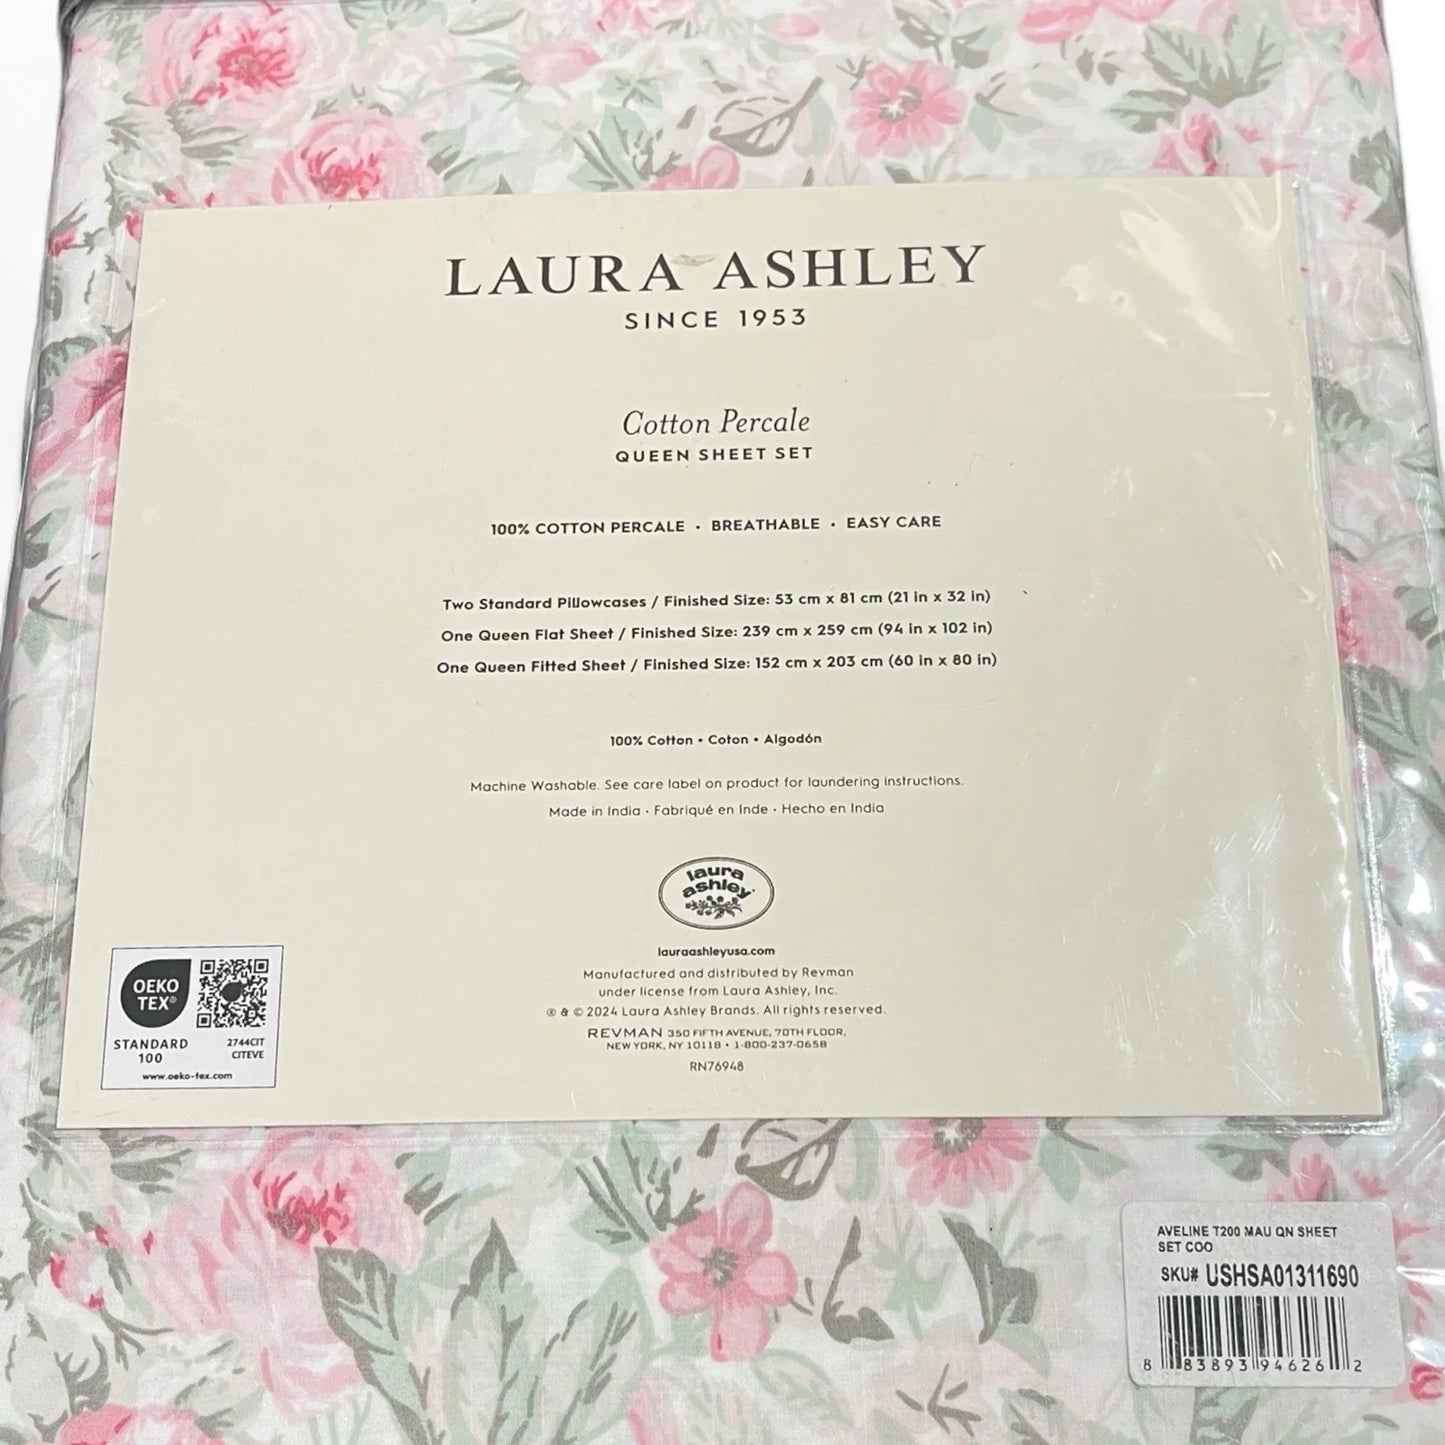 LAURA ASHLEY
SINCE 1953
Cotton Percale
QUEEN SHEET SET
100% COTTON PERCALE • BREATHABLE • EASY CARE
Two Standard Pillowcases / Finished Size: 53 cm x 81 cm (21 in x 32 in)
One Queen Flat Sheet / Finished Size: 239 cm x 259 cm (94 in x 102 in)
One Queen Fitted Sheet / Finished Size: 152 cm x 203 cm (60 in x 80 in)
100% Cotton • Coton • Algodón
Machine Washable. See care label on product for laundering instructions.
Made in India · Fabriqué en Inde · Hecho en India
laura
ashley
lauraashleyusa.com
Manufactured and distributed by Revman
under license from Laura Ashley, Inc.
® & © 2024 Laura Ashley Brands. All rights reserved.
REVMAN 350 FIFTH AVENUE, 70TH FLOOR,
NEW YORK, NY 10118 • 1-800-237-0658
RN76948
OEKO
TEX®
STANDARD
100
2744CIT
CITEVE
www.oeko-tex.com
AVELINE T200 MAU QN SHEET
SET COO
SKU# USHSA01311690
8 83893 94626 2